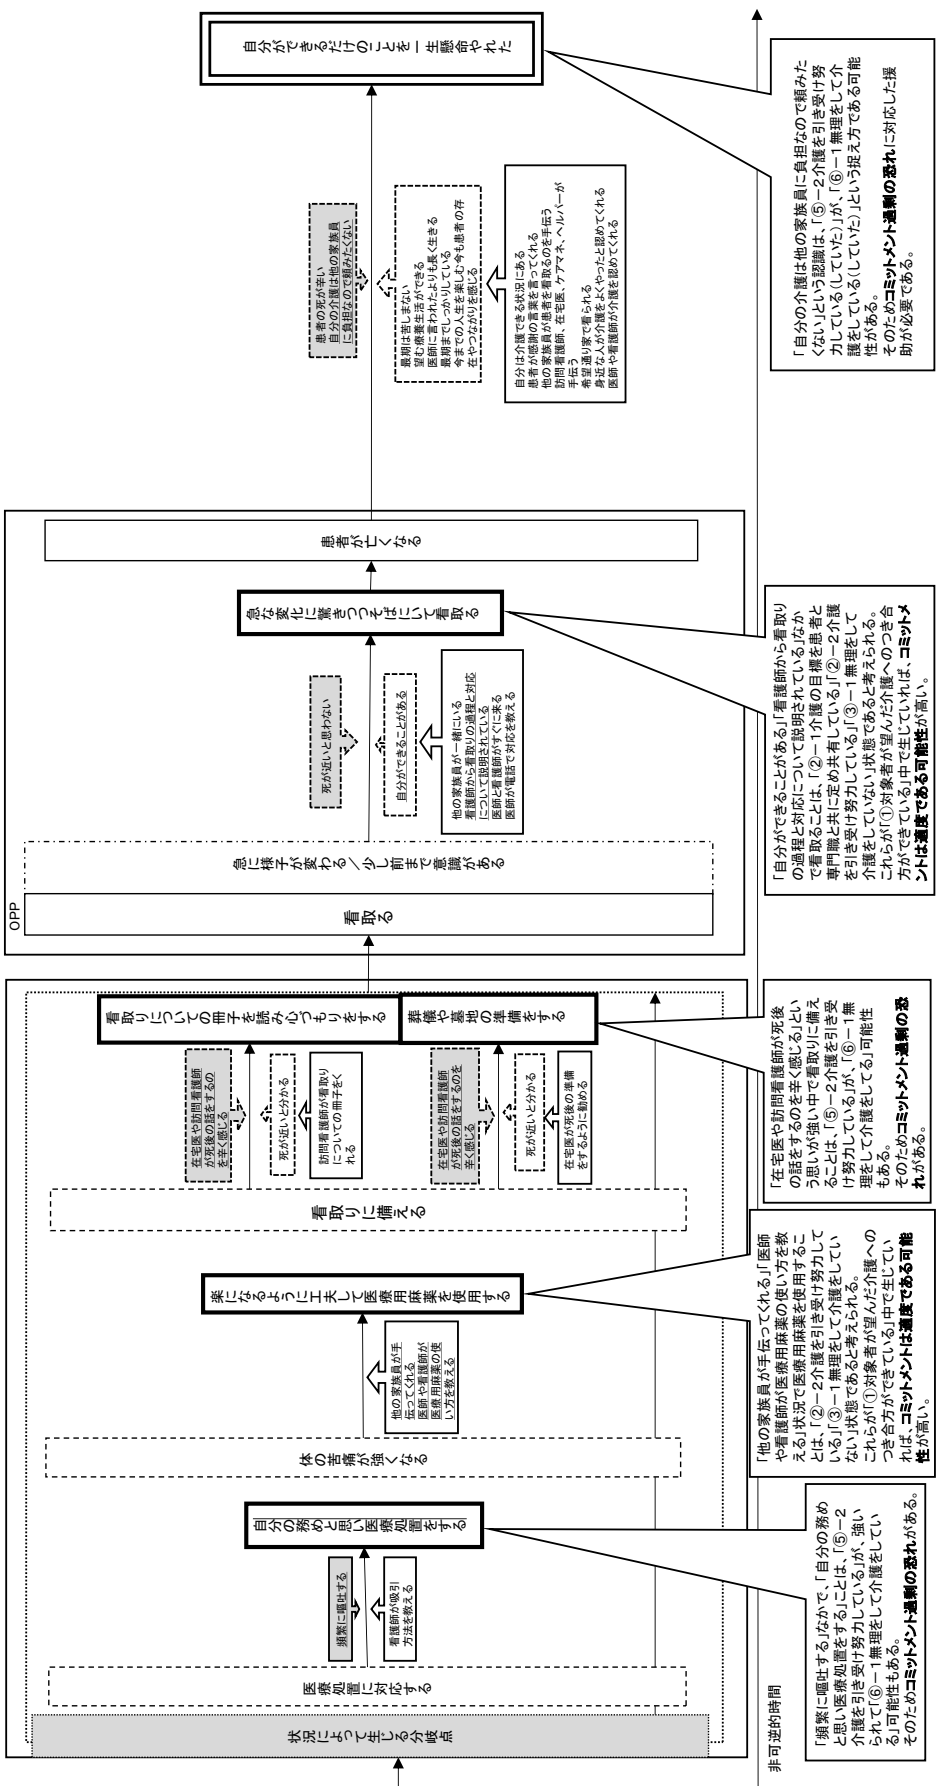 状況によって生じる分岐点
医療処置に対応する
頻繁に嘔吐する
看護師が吸引
方法を教える
自分の務めと思い医療処置をする
体の苦痛が強くなる
他の家族員が手
伝ってくれる
医師や看護師が
医療用麻薬の使
い方を教える
楽になるように工夫して医療用麻薬を使用する
看取りに備える
在宅医や訪問看護師
が死後の話をするの
を辛く感じる
死が近いと分かる
訪問看護師が看取り
についての冊子をく
れる
看取りについての冊子を読み心づもりをする
在宅医や訪問看護師
が死後の話をするのを
辛く感じる
死が近いと分かる
在宅医が死後の準備
をするように勧める
葬儀や墓地の準備をする
OPP
看取る
急に様子が変わる／少し前まで意識がある
死が近いと思わない
自分ができることがある
他の家族員が一緒にいる
看護師から看取りの過程と対応
について説明されている
医師と看護師がすぐに来る
医師が電話で対応を教える
急な変化に驚きつつそばにいて看取る
患者が亡くなる
患者の死が辛い
自分の介護は他の家族員
に負担なので頼みたくない
最期は苦しまない
望む療養生活ができる
医師に言われたよりも長く生きる
最期までしっかりしている
今までの人生を楽しむ今も患者の存
在やつながりを感じる
自分は介護できる状況にある
患者が感謝の言葉を言ってくれる
他の家族員が患者を看取るのを手伝う
訪問看護師、在宅医、ケアマネ、ヘルパーが
手伝う
希望通り家で看られる
身近な人が介護をよくやったと認めてくれる
医師や看護師が介護を認めてくれる
自分ができるだけのことを一生懸命やれた
非可逆的時間
「頻繁に嘔吐する」なかで、「自分の務め
と思い医療処置をする」ことは、「⑤－2
介護を引き受け努力している」が、強い
られて「⑥－1無理をして介護をしてい
る」可能性もある。
そのためコミットメント過剰の恐れがある。
「他の家族員が手伝ってくれる」「医師
や看護師が医療用麻薬の使い方を教
える」状況で医療用麻薬を使用するこ
とは、「②－2介護を引き受け努力して
いる」「③－1無理をして介護をしてい
ない」状態であると考えられる。
これらが「①対象者が望んだ介護への
つき合方ができている」中で生じてい
れば、コミットメントは適度である可能
性が高い。
「在宅医や訪問看護師が死後
の話をするのを辛く感じる」とい
う思いが強い中で看取りに備え
ることは、「⑤－2介護を引き受
け努力している」が、「⑥－1無
理をして介護をしてる」可能性
もある。
そのためコミットメント過剰の恐
れがある。
「自分ができることがある」「看護師から看取り
の過程と対応について説明されている」なか
で看取ることは、「②－1介護の目標を患者と
専門職と共に定め共有している」「②－2介護
を引き受け努力している」「③－1無理をして
介護をしていない」状態であると考えられる。
これらが「①対象者が望んだ介護へのつき合
方ができている」中で生じていれば、コミットメ
ントは適度である可能性が高い。
「自分の介護は他の家族員に負担なので頼みた
くない」という認識は、「⑤－2介護を引き受け努
力している(していた)」が、「⑥－1無理をして介
護をしている(していた)」という捉え方である可能
性がある。
そのためコミットメント過剰の恐れに対応した援
助が必要である。